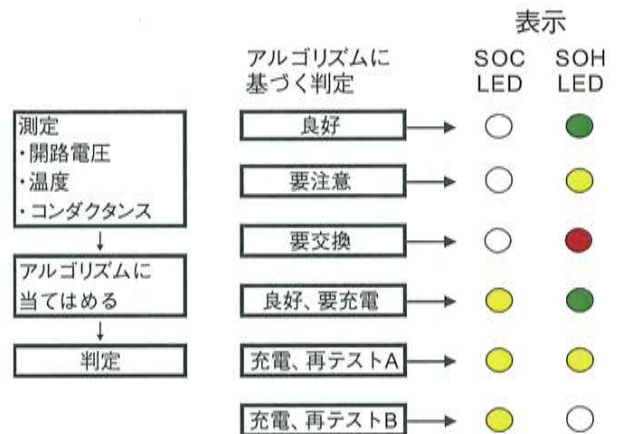 表示
アルゴリズムに
基づく判定
SOC
LED
SOH
LED
測定
・開路電圧
・温度
・コンダクタンス
アルゴリズムに
当てはめる
判定
良好
要注意
要交換
良好、要充電
充電、再テストA
充電、再テストB